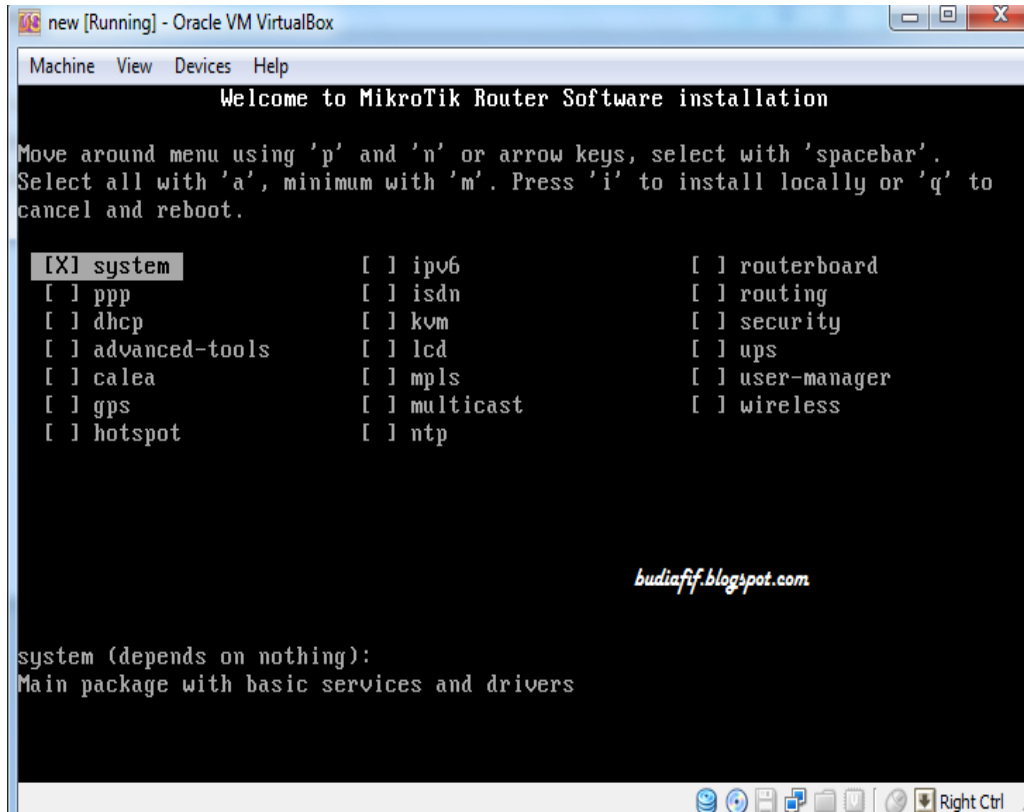 new [Running] - Oracle VM VirtualBox
Machine View Devices Help
Welcome to MikroTik Router Software installation
Move around menu using 'p' and 'n' or arrow keys, select with 'spacebar'.
Select all with 'a', minimum with 'm'. Press 'i' to install locally or 'q' to
cancel and reboot.
[X] system [ ] ipv6 [ ] routerboard
[ ] ppp [ ] isdn [ ] routing
[ ] dhcp [ ] kvm [ ] security
[ ] advanced-tools [ ] lcd [ ] ups
[ ] calea [ ] mpls [ ] user-manager
[ ] gps [ ] multicast [ ] wireless
[ ] hotspot [ ] ntp
budiafif.blogspot.com
system (depends on nothing):
Main package with basic services and drivers
Right Ctrl